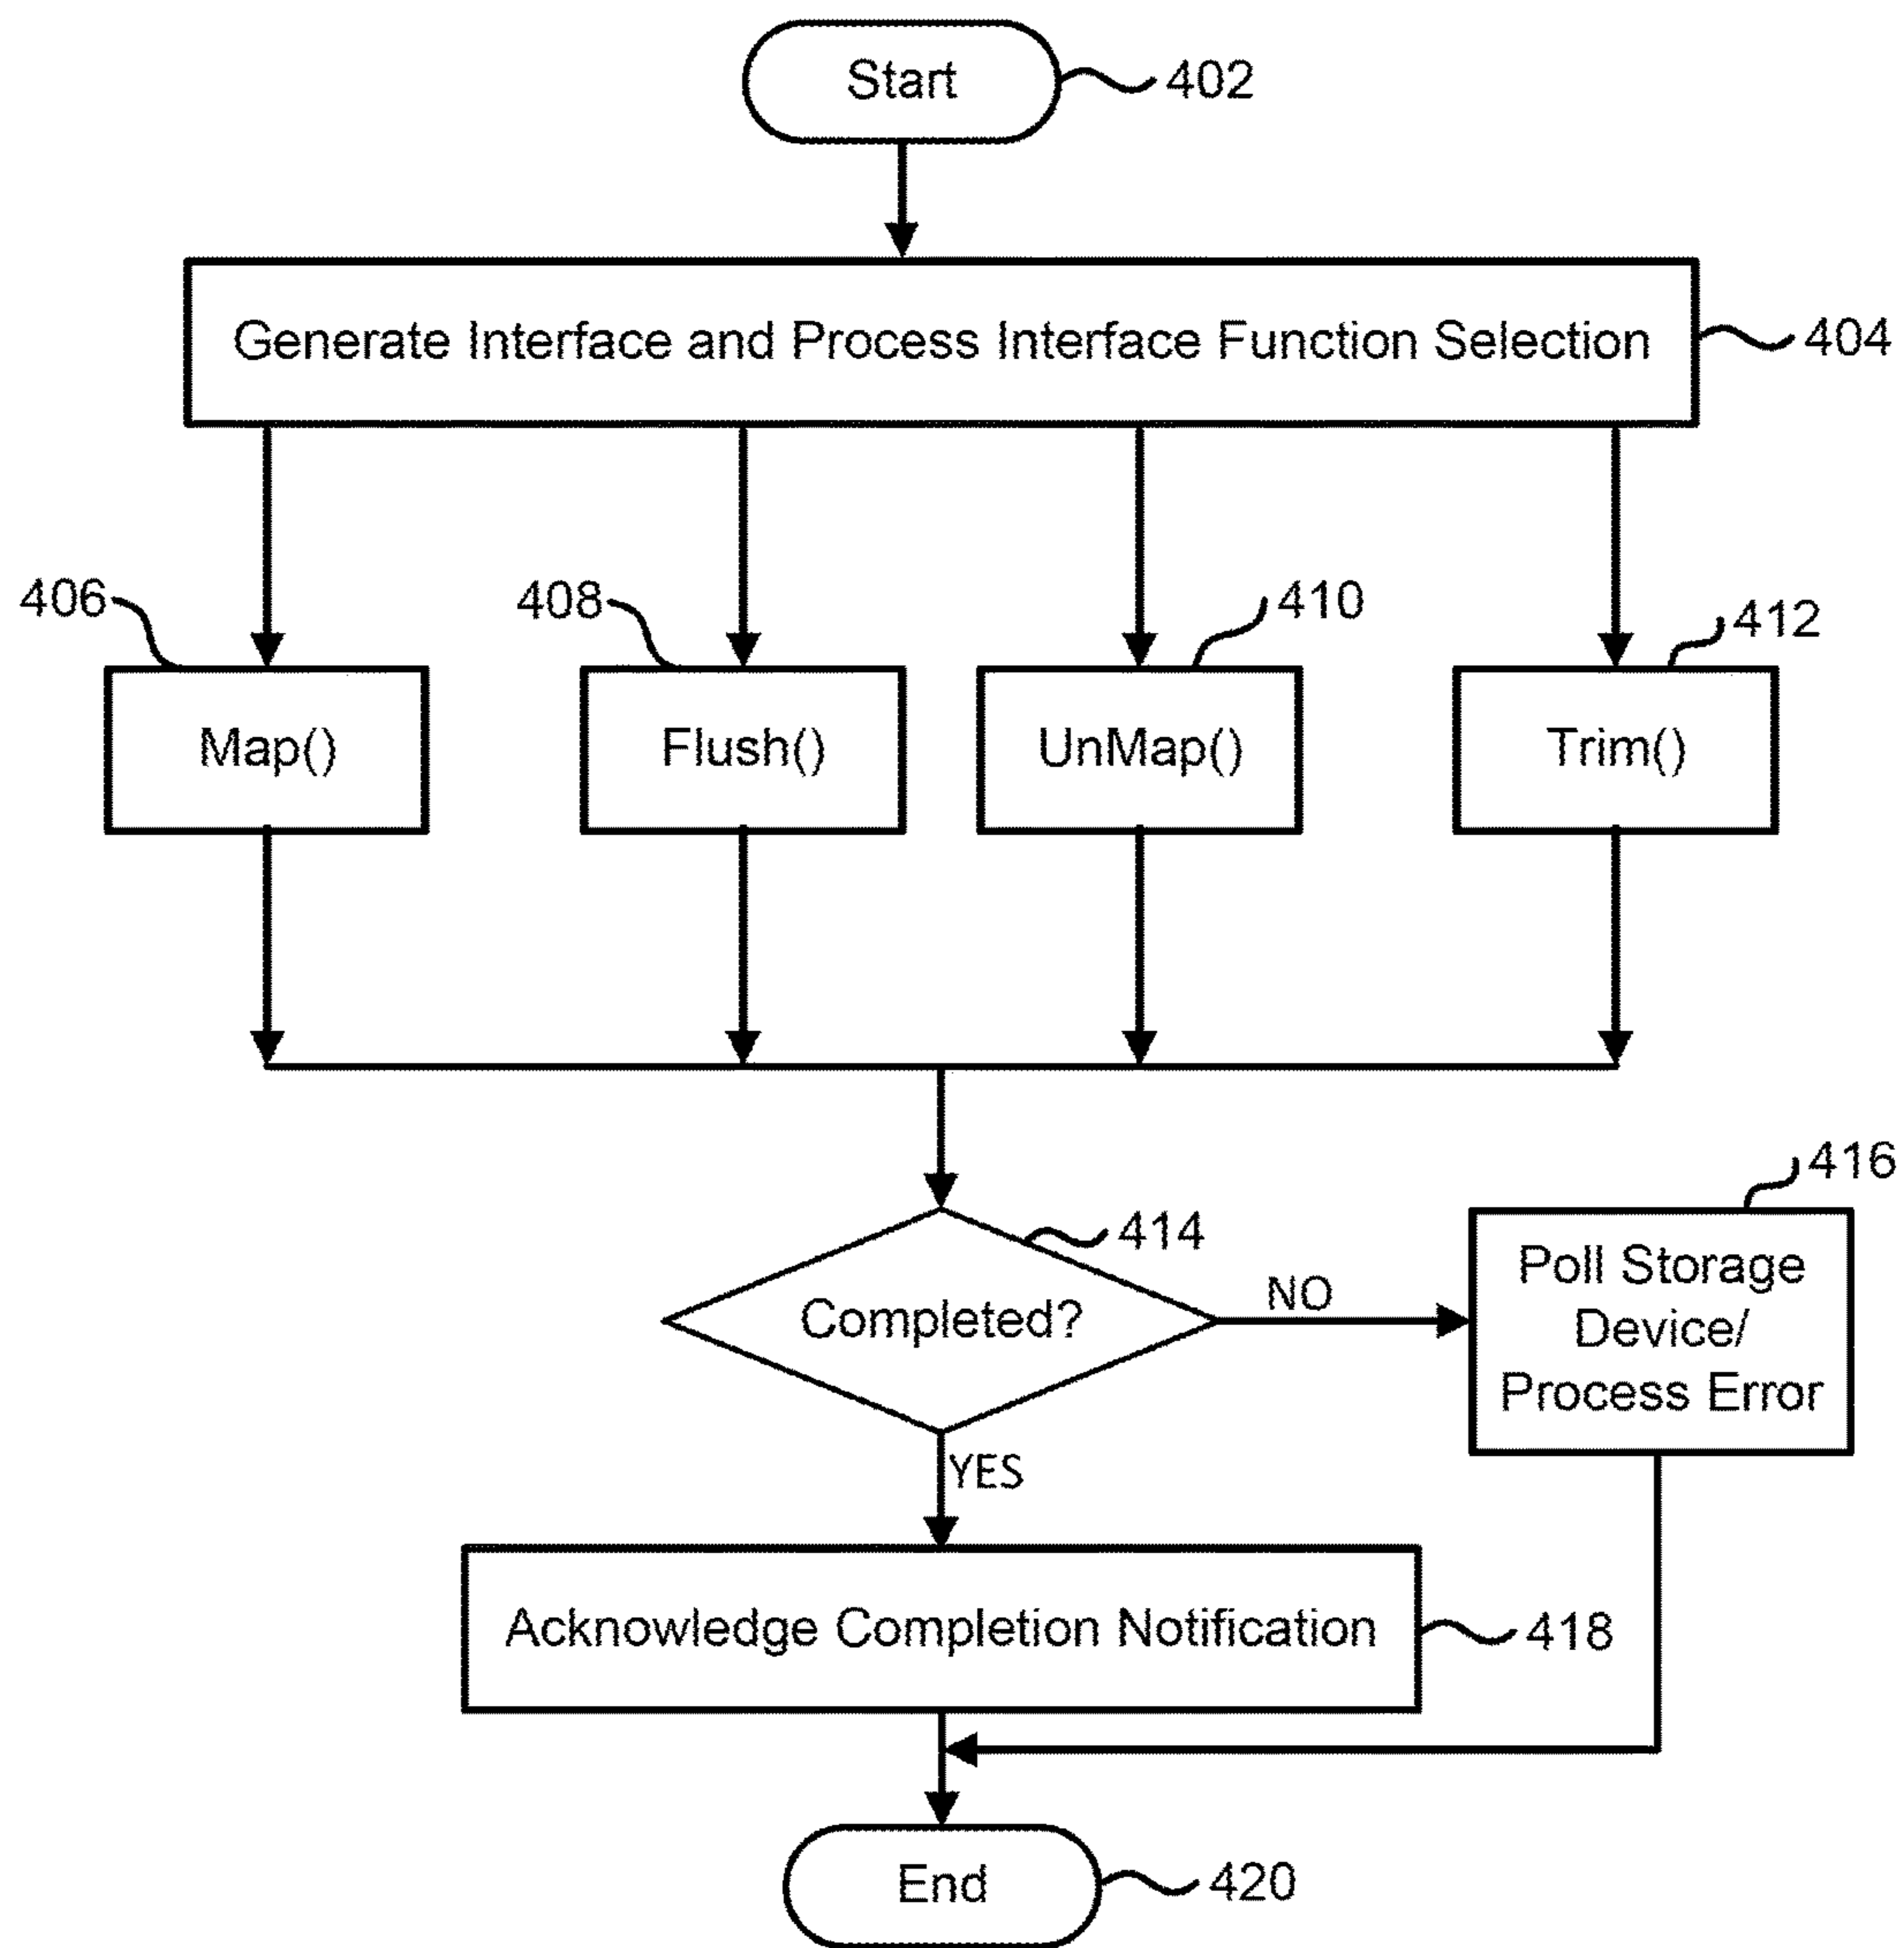 Start
402
Generate Interface and Process Interface Function Selection
404
406
408
410
412
Map()
Flush()
UnMap()
Trim()
414
416
Completed?
NO
Poll Storage
Device/
Process Error
YES
Acknowledge Completion Notification
418
End
420